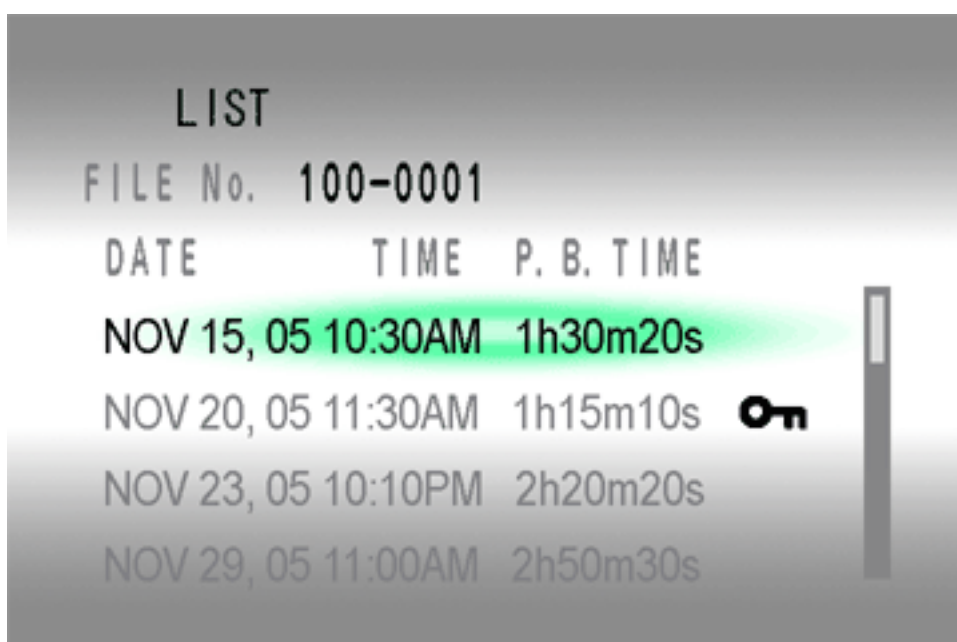 LIST
FILE No. 100-0001
DATE TIME P. B. TIME
NOV 15, 05 10:30AM 1h30m20s
NOV 20, 05 11:30AM 1h15m10s
NOV 23, 05 10:10PM 2h20m20s
NOV 29, 05 11:00AM 2h50m30s